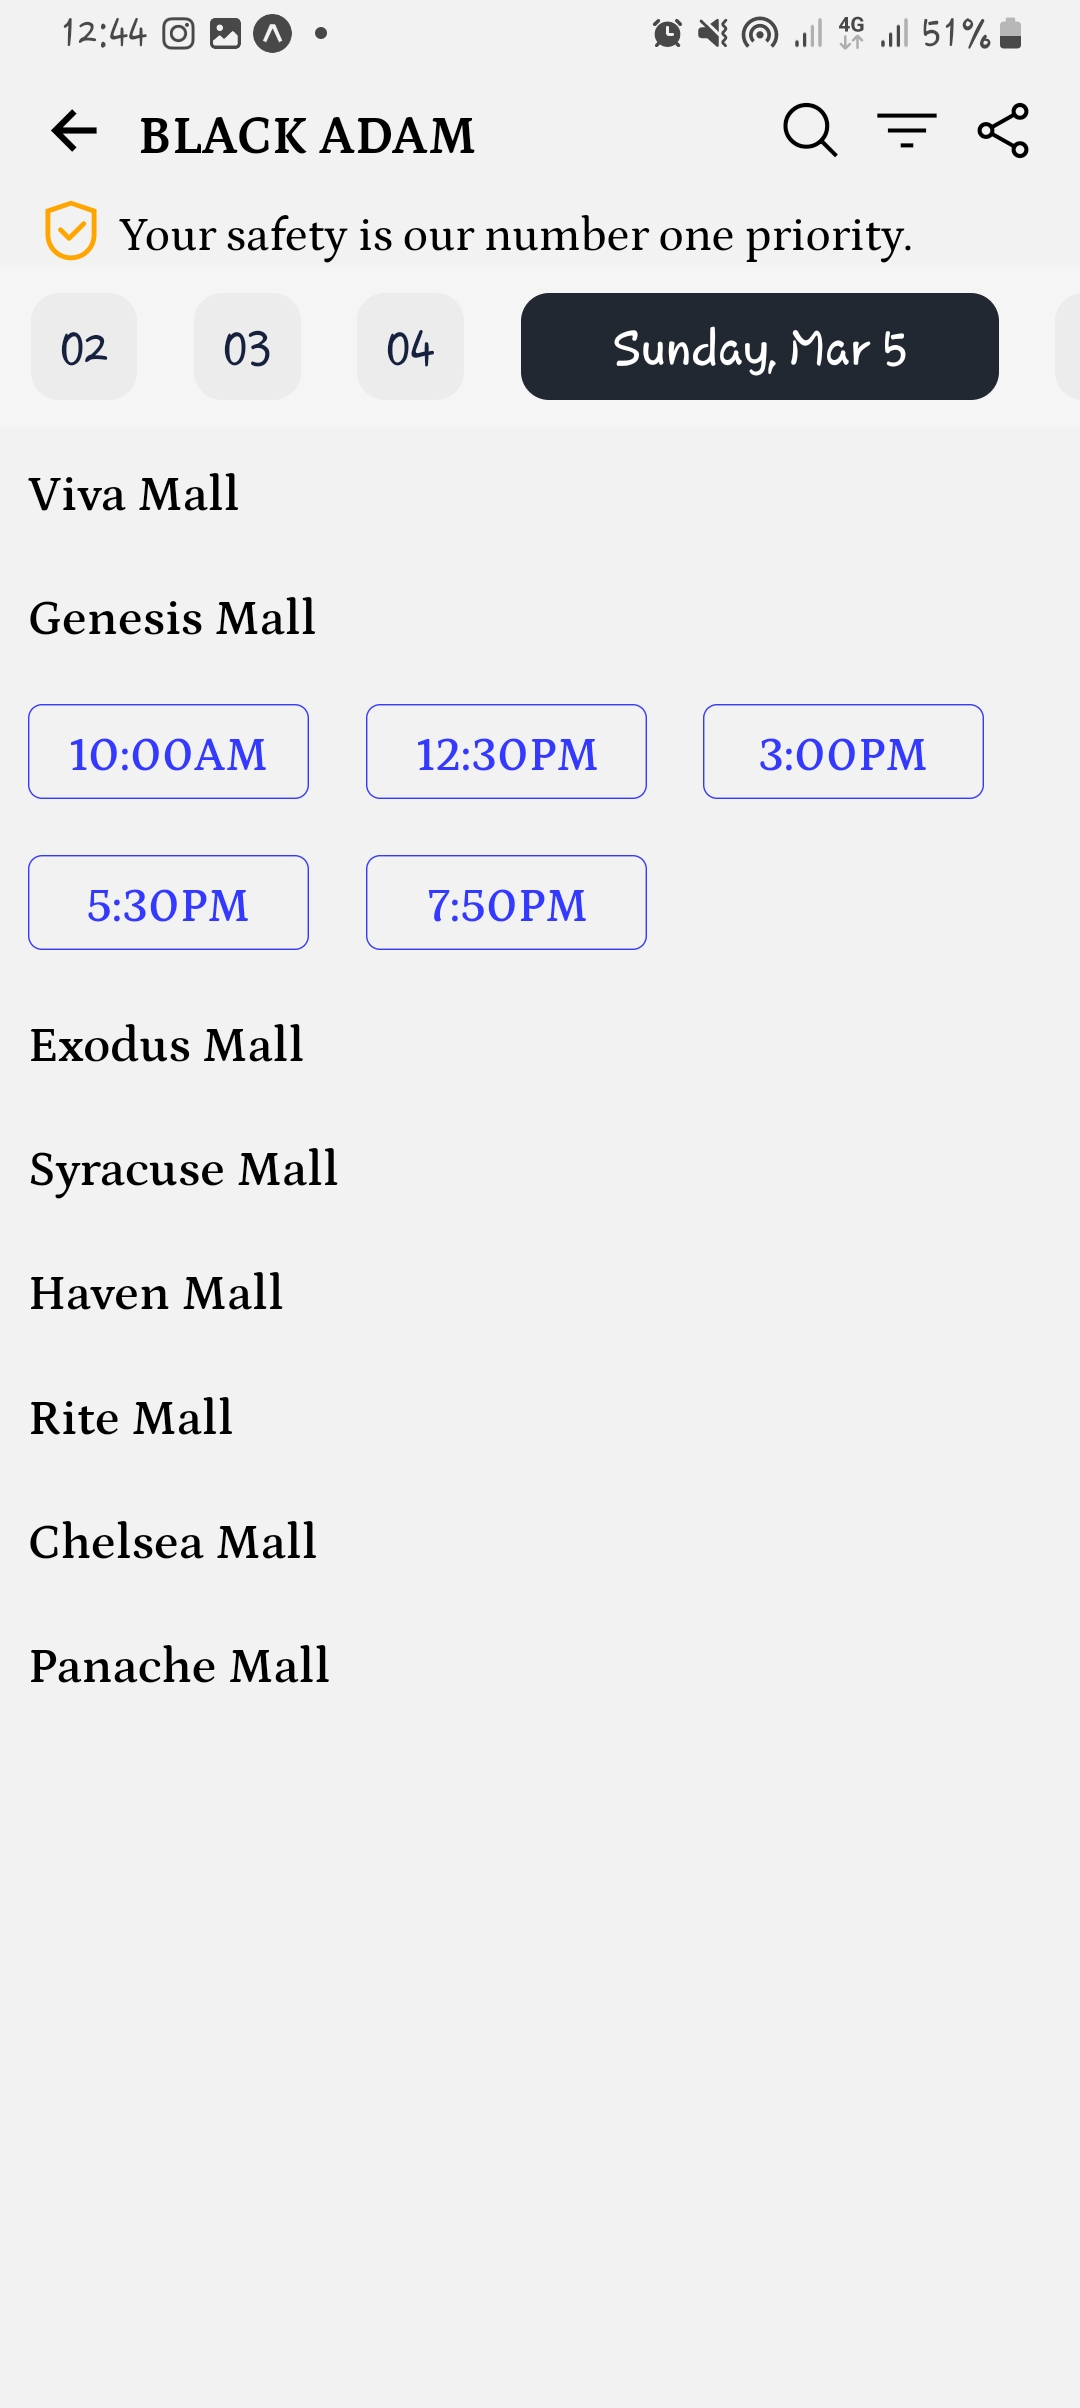 12:44 4G 51%
BLACK ADAM
Your safety is our number one priority.
02 03 04 Sunday, Mar 5
Viva Mall
Genesis Mall
10:00AM 12:30PM 3:00PM
5:30PM 7:50PM
Exodus Mall
Syracuse Mall
Haven Mall
Rite Mall
Chelsea Mall
Panache Mall